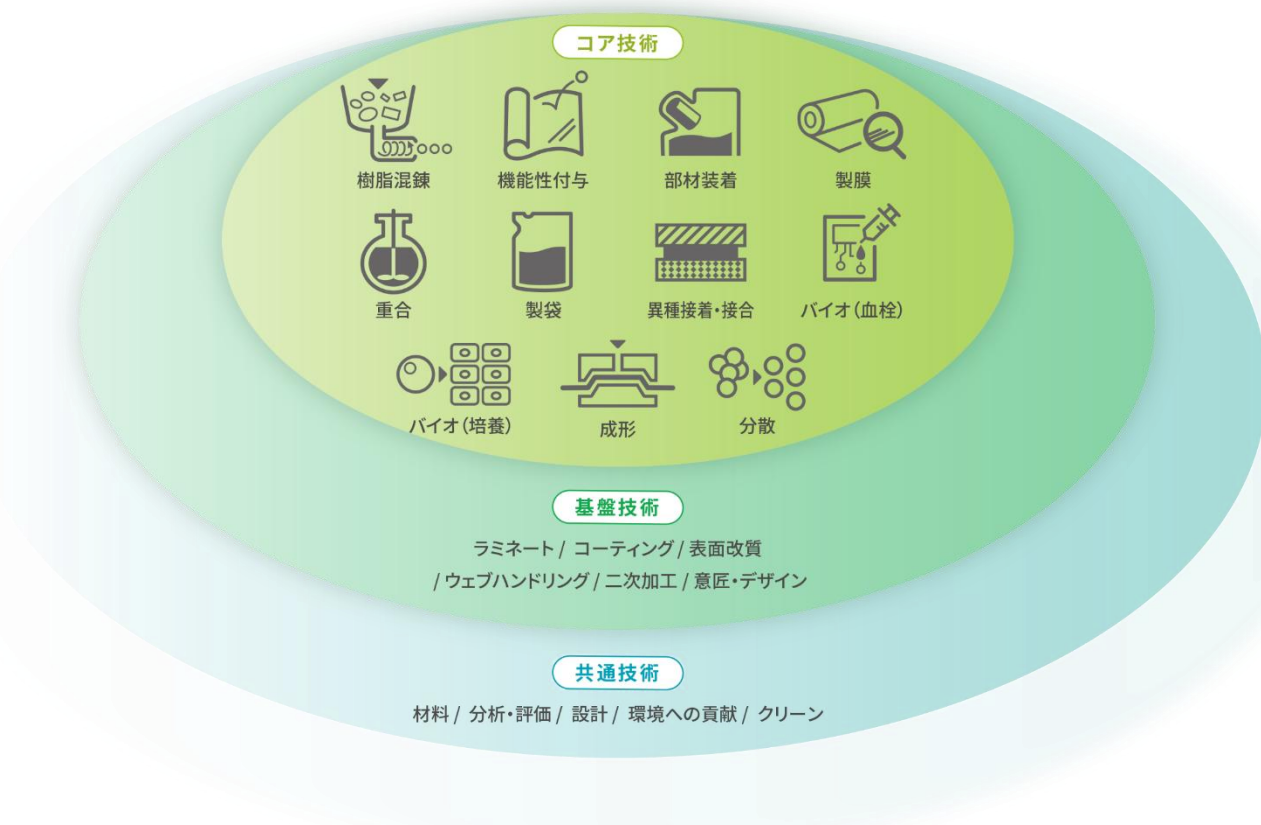 コア技術
樹脂混錬 機能性付与 部材装着 製膜
重合 製袋 異種接着・接合 バイオ（血栓）
バイオ（培養） 成形 分散
基盤技術
ラミネート / コーティング / 表面改質
/ ウェブハンドリング / 二次加工 / 意匠・デザイン
共通技術
材料 / 分析・評価 / 設計 / 環境への貢献 / クリーン